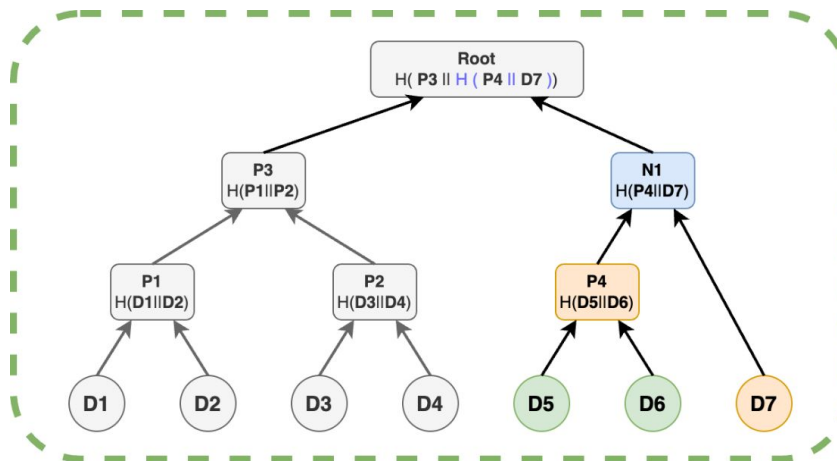 Root
H( P3 || H ( P4 || D7 ))
P3
H(P1||P2)
N1
H(P4||D7)
P1
H(D1||D2)
P2
H(D3||D4)
P4
H(D5||D6)
D1
D2
D3
D4
D5
D6
D7